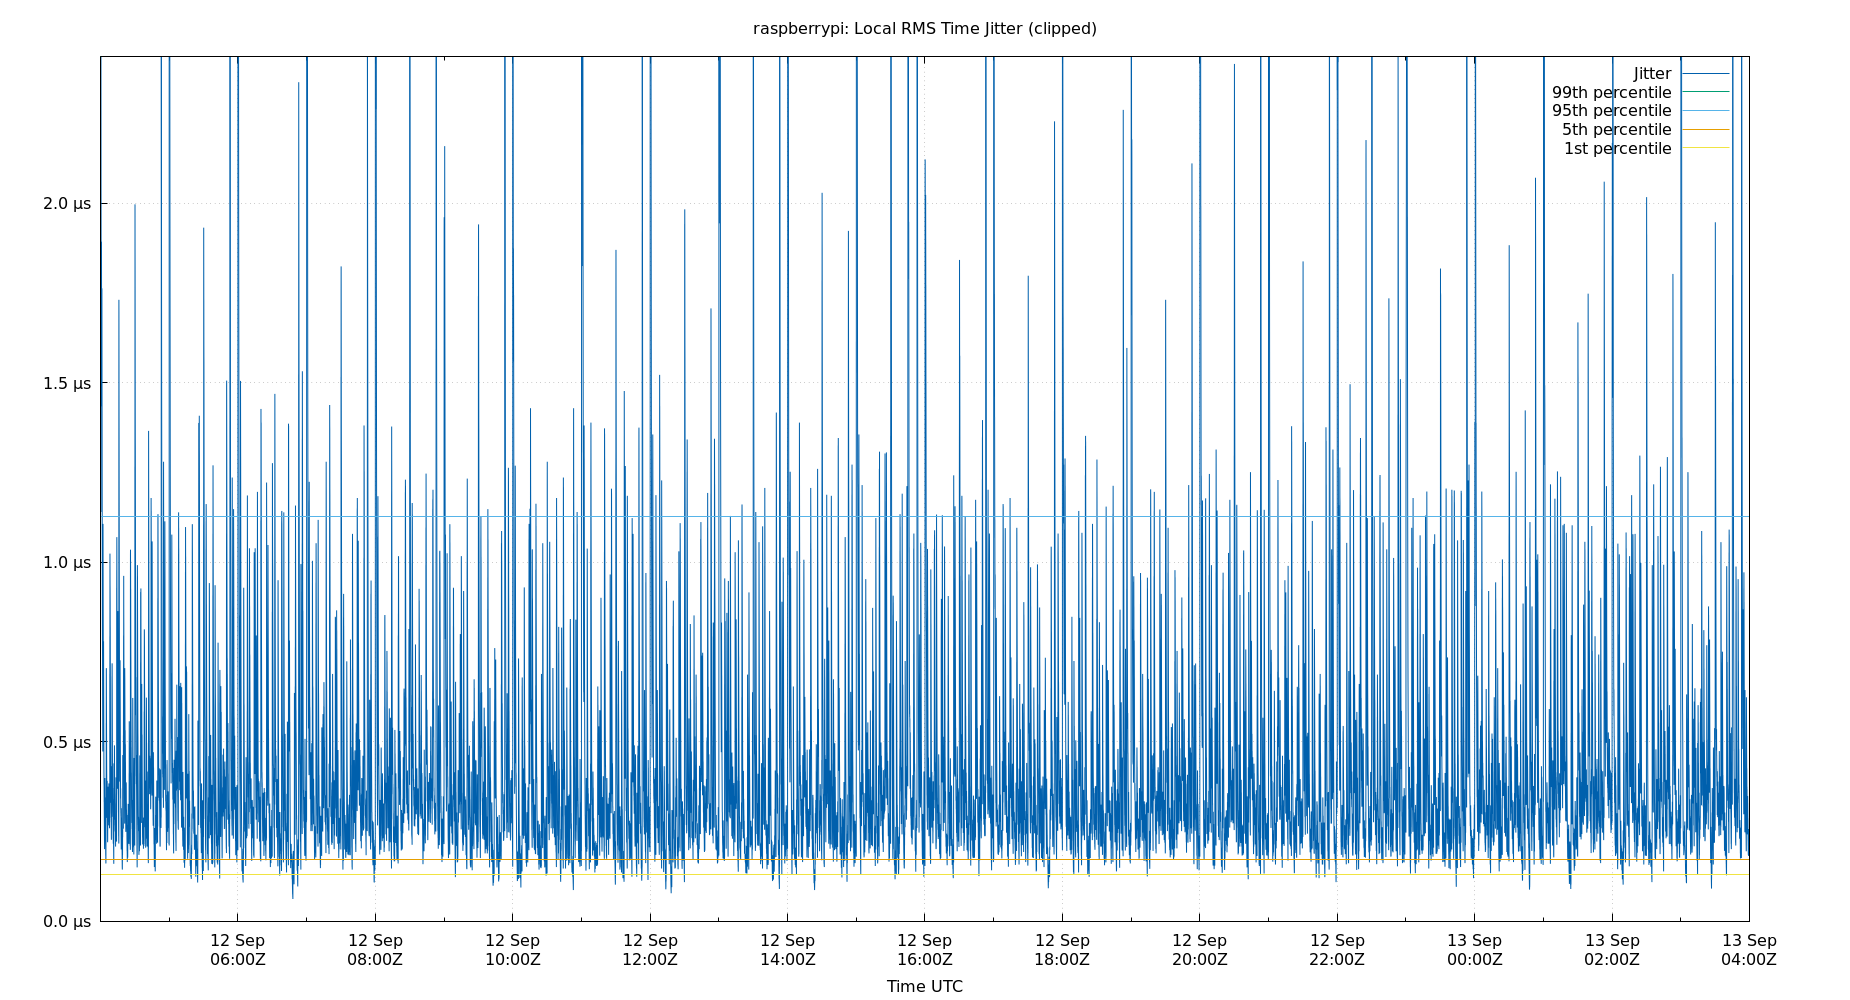 raspberrypi: Local RMS Time Jitter (clipped)
Jitter
99th percentile
95th percentile
5th percentile
1st percentile
2.0 μs
1.5 μs
1.0 μs
0.5 μs
0.0 μs
12 Sep 12 Sep 12 Sep 12 Sep 12 Sep 12 Sep 12 Sep 12 Sep 12 Sep 13 Sep 13 Sep 13 Sep
06:00Z 08:00Z 10:00Z 12:00Z 14:00Z 16:00Z 18:00Z 20:00Z 22:00Z 00:00Z 02:00Z 04:00Z
Time UTC